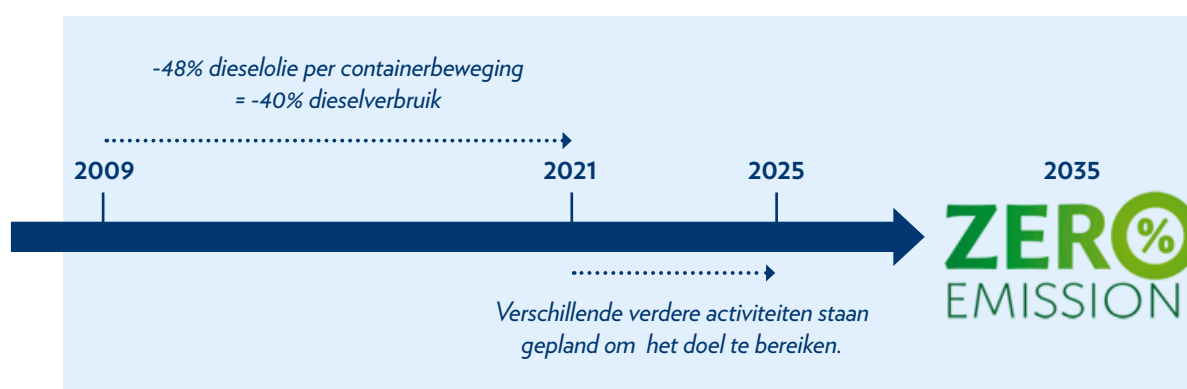 -48% dieselolie per containerbeweging
= -40% dieselverbruik
2009
2021
2025
2035
ZER%
EMISSION
Verschillende verdere activiteiten staan
gepland om het doel te bereiken.